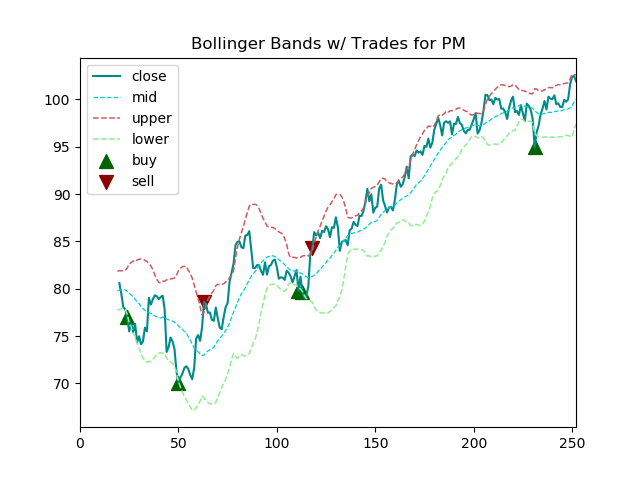 Bollinger Bands w/ Trades for PM
close
mid
upper
lower
buy
sell
100
95
90
85
80
75
70
0 50 100 150 200 250